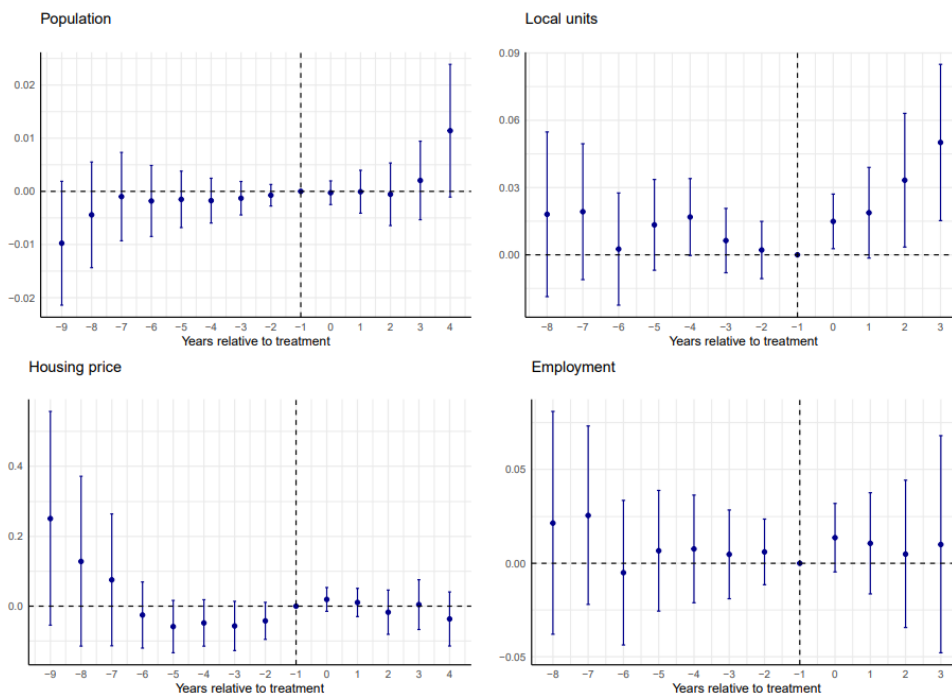 Population
0.02
0.01
0.00
−0.01
−0.02
−9 −8 −7 −6 −5 −4 −3 −2 −1 0 1 2 3 4
Years relative to treatment
Local units
0.09
0.06
0.03
0.00
−8 −7 −6 −5 −4 −3 −2 −1 0 1 2 3
Years relative to treatment
Housing price
0.4
0.2
0.0
−9 −8 −7 −6 −5 −4 −3 −2 −1 0 1 2 3 4
Years relative to treatment
Employment
0.05
0.00
−0.05
−8 −7 −6 −5 −4 −3 −2 −1 0 1 2 3
Years relative to treatment